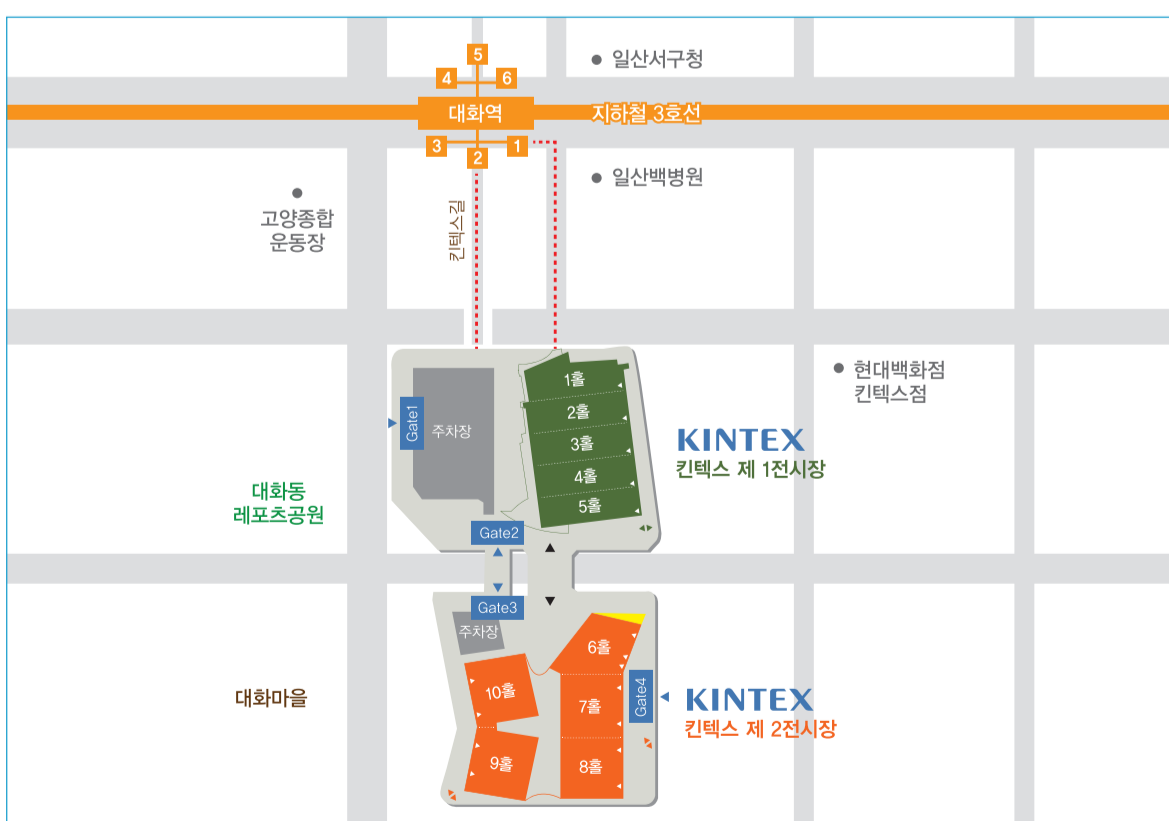 5
4
6
일산서구청
대화역
지하철 3호선
3
2
1
일산백병원
고양종합
운동장
킨텍스길
현대백화점
킨텍스점
1홀
2홀
3홀
4홀
5홀
Gate1
주차장
KINTEX
킨텍스 제 1전시장
대화동
레포츠공원
Gate2
Gate3
주차장
6홀
7홀
8홀
10홀
9홀
Gate4
대화마을
KINTEX
킨텍스 제 2전시장